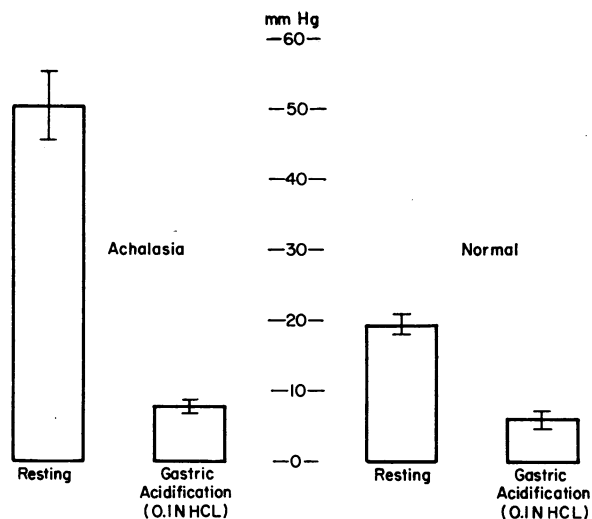 mm Hg
—60—
—50—
—40—
—30—
—20—
—10—
—0—
Achalasia
Normal
Resting
Gastric
Acidification
(0.1N HCL)
Resting
Gastric
Acidification
(0.1N HCL)